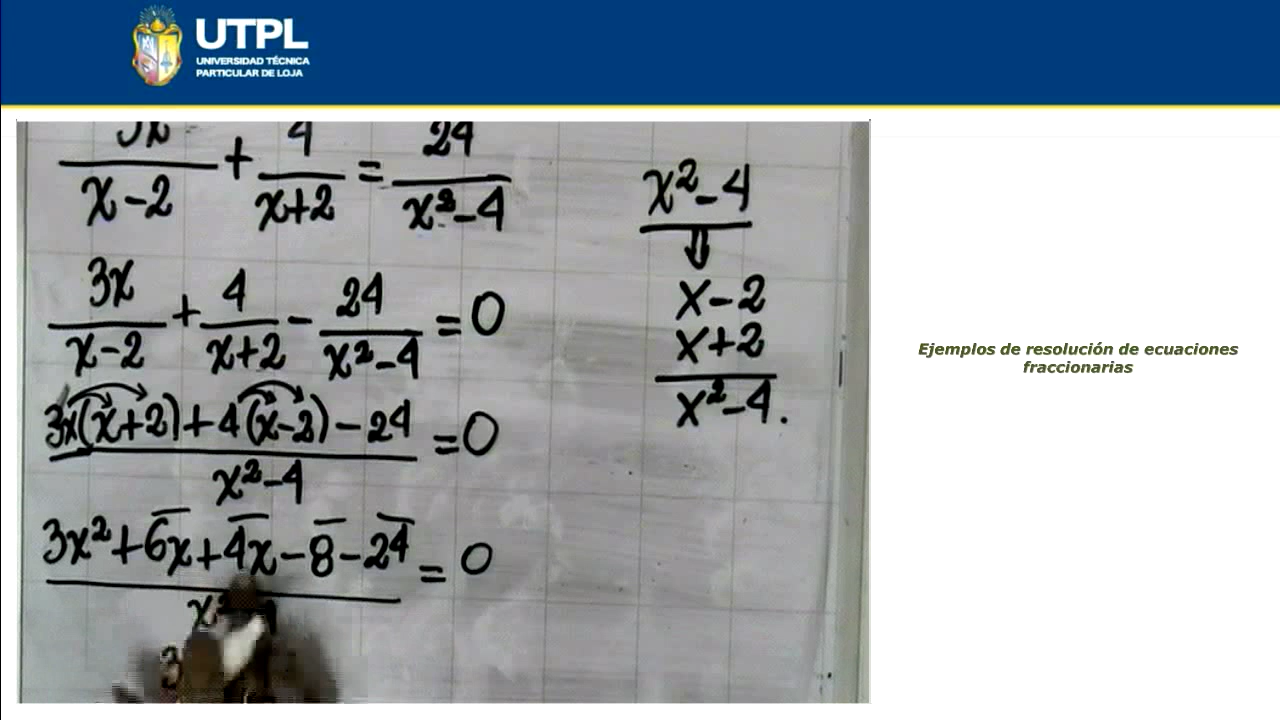 UTPL
UNIVERSIDAD TÉCNICA
PARTICULAR DE LOJA
3x/(x-2) + 4/(x+2) = 24/(x²-4)
3x/(x-2) + 4/(x+2) - 24/(x²-4) = 0
(3x(x+2)+4(x-2)-24)/(x²-4) = 0
(3x²+6x+4x-8-24)/ = 0
x²-4
⇓
x-2
x+2
x²-4.
Ejemplos de resolución de ecuaciones
fraccionarias